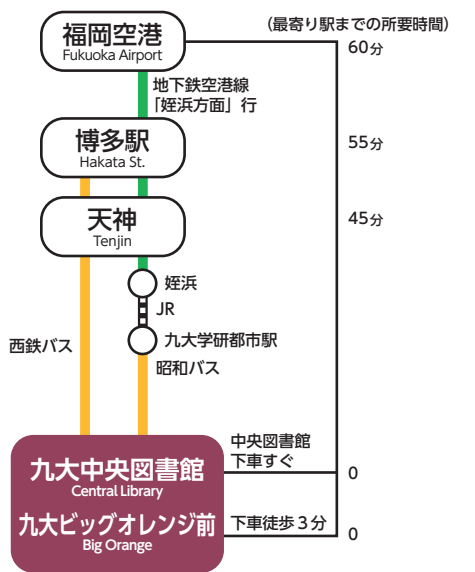 （最寄り駅までの所要時間）
福岡空港
Fukuoka Airport
60分
地下鉄空港線
「姪浜方面」行
博多駅
Hakata St.
55分
天神
Tenjin
45分
姪浜
JR
九大学研都市駅
西鉄バス
昭和バス
中央図書館
下車すぐ
九大中央図書館
Central Library
0
九大ビッグオレンジ前
Big Orange
下車徒歩３分
0